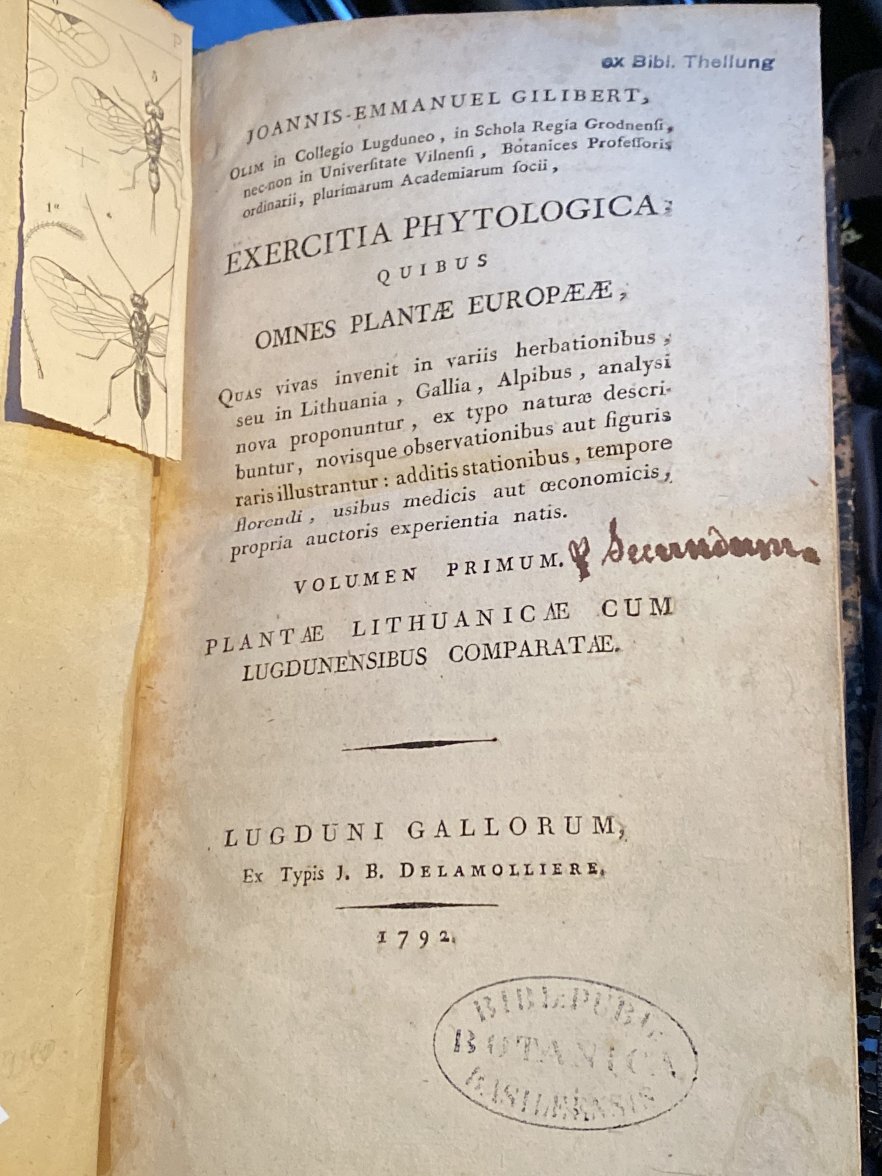 ex Bibl. Thellung
JOANNIS-EMMANUEL GILIBERT,
OLIM in Collegio Lugduneo, in Schola Regia Grodnenſi,
nec-non in Univerſitate Vilnenſi, Botanices Profeſſoris
ordinarii, plurimarum Academiarum ſocii,
EXERCITIA PHYTOLOGICA,
QUIBUS
OMNES PLANTÆ EUROPÆÆ,
QUAS vivas invenit in variis herbationibus,
seu in Lithuania, Gallia, Alpibus, analysi
nova proponuntur, ex typo naturæ descri-
buntur, novisque observationibus aut figuris
raris illustrantur: additis stationibus, tempore
florendi, usibus medicis aut œconomicis,
propria auctoris experientia natis.
VOLUMEN PRIMUM. & Secundum.
PLANTÆ LITHUANICÆ CUM
LUGDUNENSIBUS COMPARATÆ.
LUGDUNI GALLORUM,
Ex Typis J. B. DELAMOLLIERE.
1792.
BIBL. PUBL.
BOTANICA
BASILEENSIS